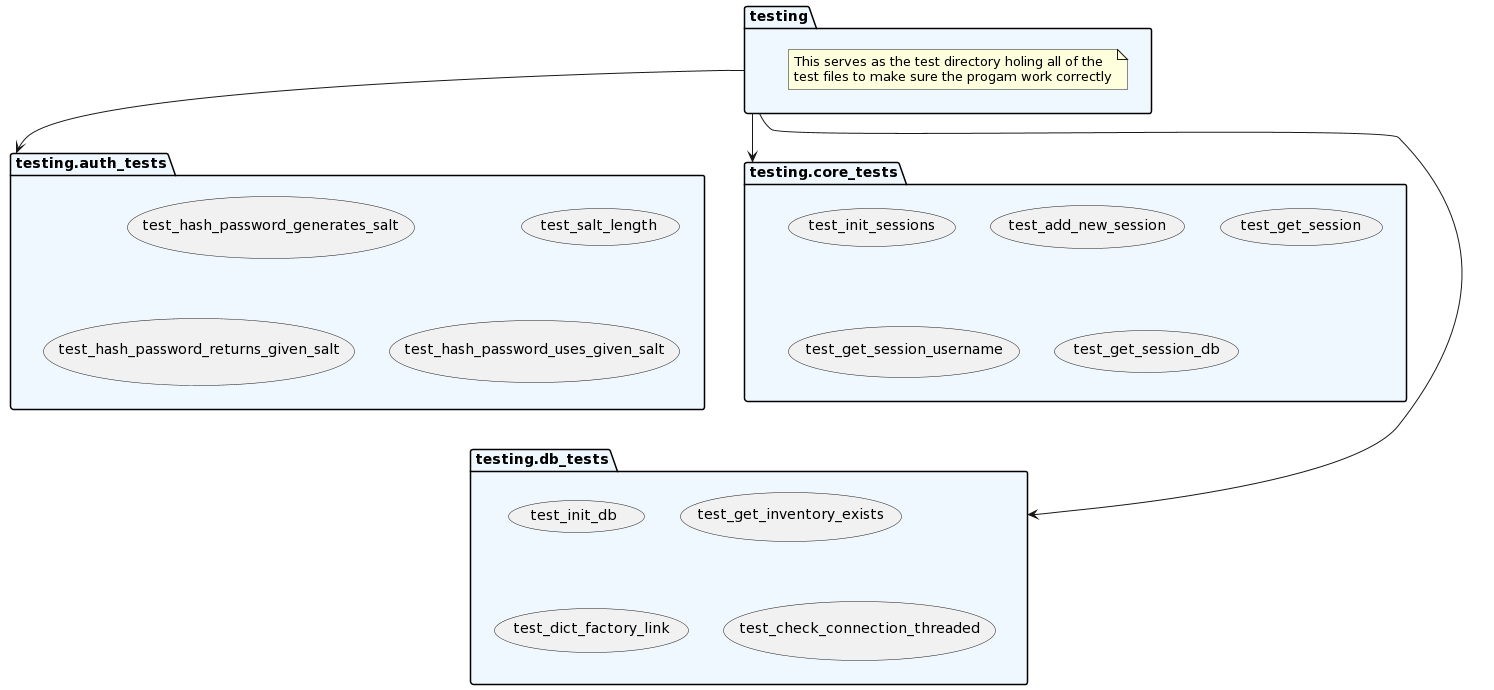 testing
This serves as the test directory holing all of the
test files to make sure the progam work correctly
testing.auth_tests
test_hash_password_generates_salt
test_salt_length
test_hash_password_returns_given_salt
test_hash_password_uses_given_salt
testing.core_tests
test_init_sessions
test_add_new_session
test_get_session
test_get_session_username
test_get_session_db
testing.db_tests
test_init_db
test_get_inventory_exists
test_dict_factory_link
test_check_connection_threaded